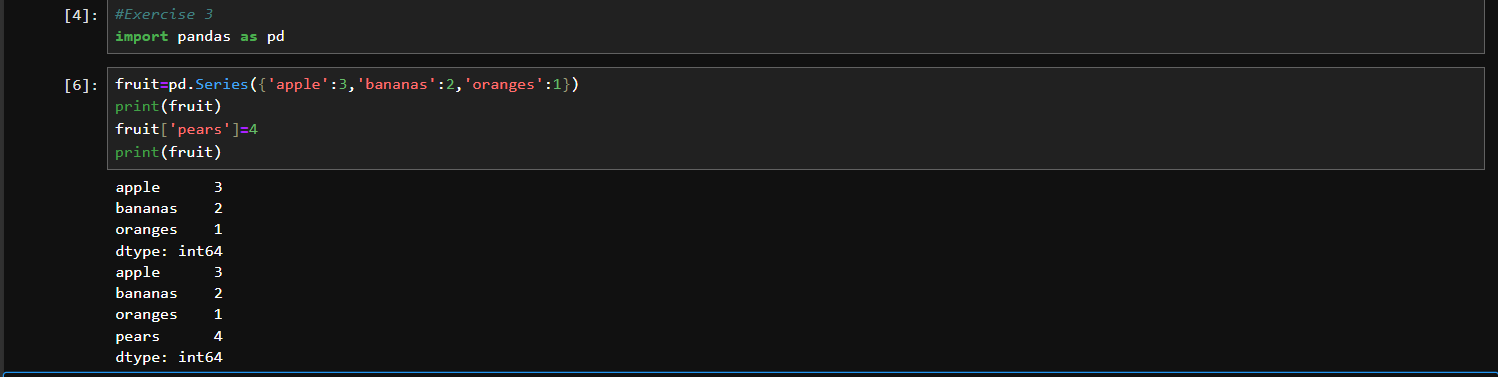 [4]: #Exercise 3
import pandas as pd
[6]: fruit=pd.Series({'apple':3,'bananas':2,'oranges':1})
print(fruit)
fruit['pears']=4
print(fruit)
apple      3
bananas    2
oranges    1
dtype: int64
apple      3
bananas    2
oranges    1
pears      4
dtype: int64